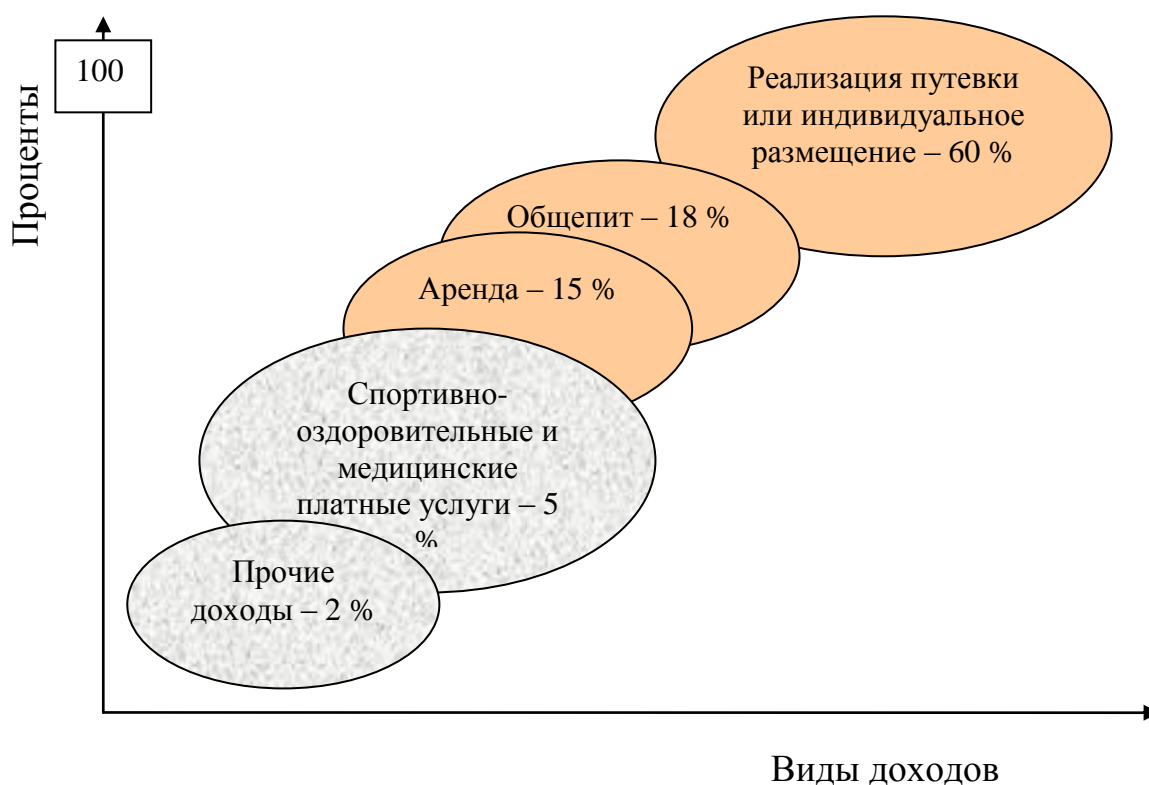 100
Проценты
Реализация путевки
или индивидуальное
размещение – 60 %
Общепит – 18 %
Аренда – 15 %
Спортивно-
оздоровительные и
медицинские
платные услуги – 5
%
Прочие
доходы – 2 %
Виды доходов